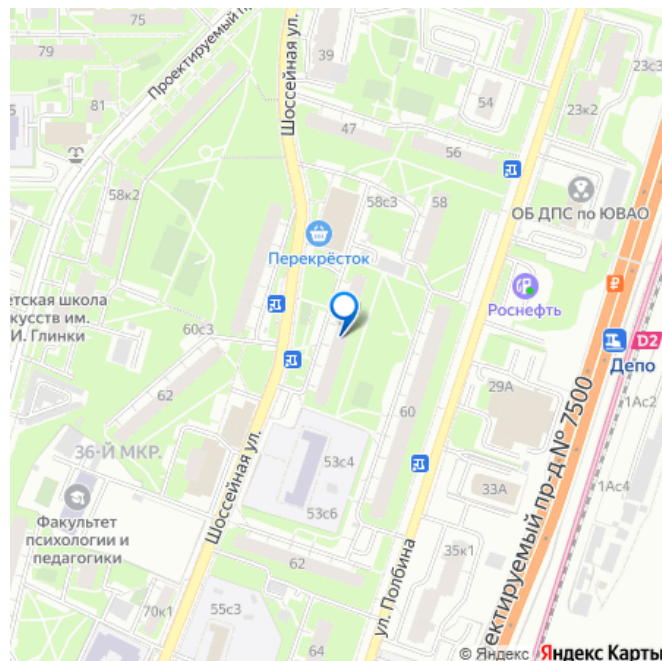 75
79
Проектируемый п
81
Шоссейная ул.
39
54
23с3
23к2
47
56
58к2
58с3
58
ОБ ДПС по ЮВАО
Перекрёсток
Роснефть
₽
D2
Депо
етская школа
кусств им.
И. Глинки
60с3
62
29А
1Ас2
60
36-Й МКР.
53с4
33А
1Ас4
53с6
Шоссейная ул.
Факультет
психологии и
педагогики
62
35к1
ул. Полбина
ектируемый пр-д № 7500
70к1
55с3
64
© Яндекс Яндекс Карты